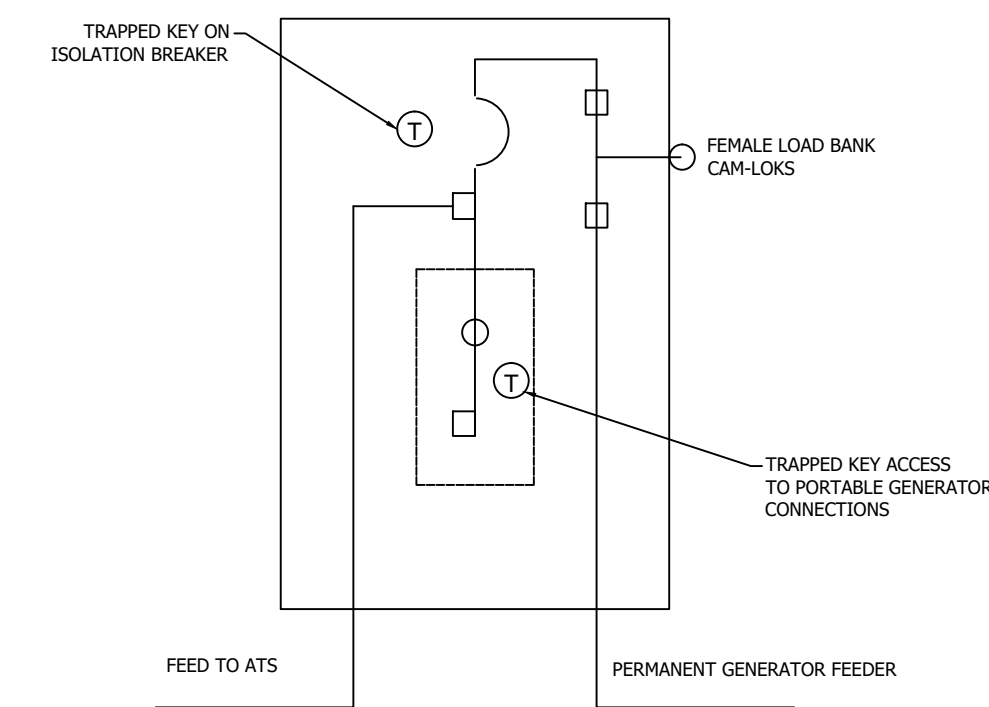 TRAPPED KEY ON
ISOLATION BREAKER
T
FEMALE LOAD BANK
CAM-LOKS
T
TRAPPED KEY ACCESS
TO PORTABLE GENERATOR
CONNECTIONS
FEED TO ATS
PERMANENT GENERATOR FEEDER